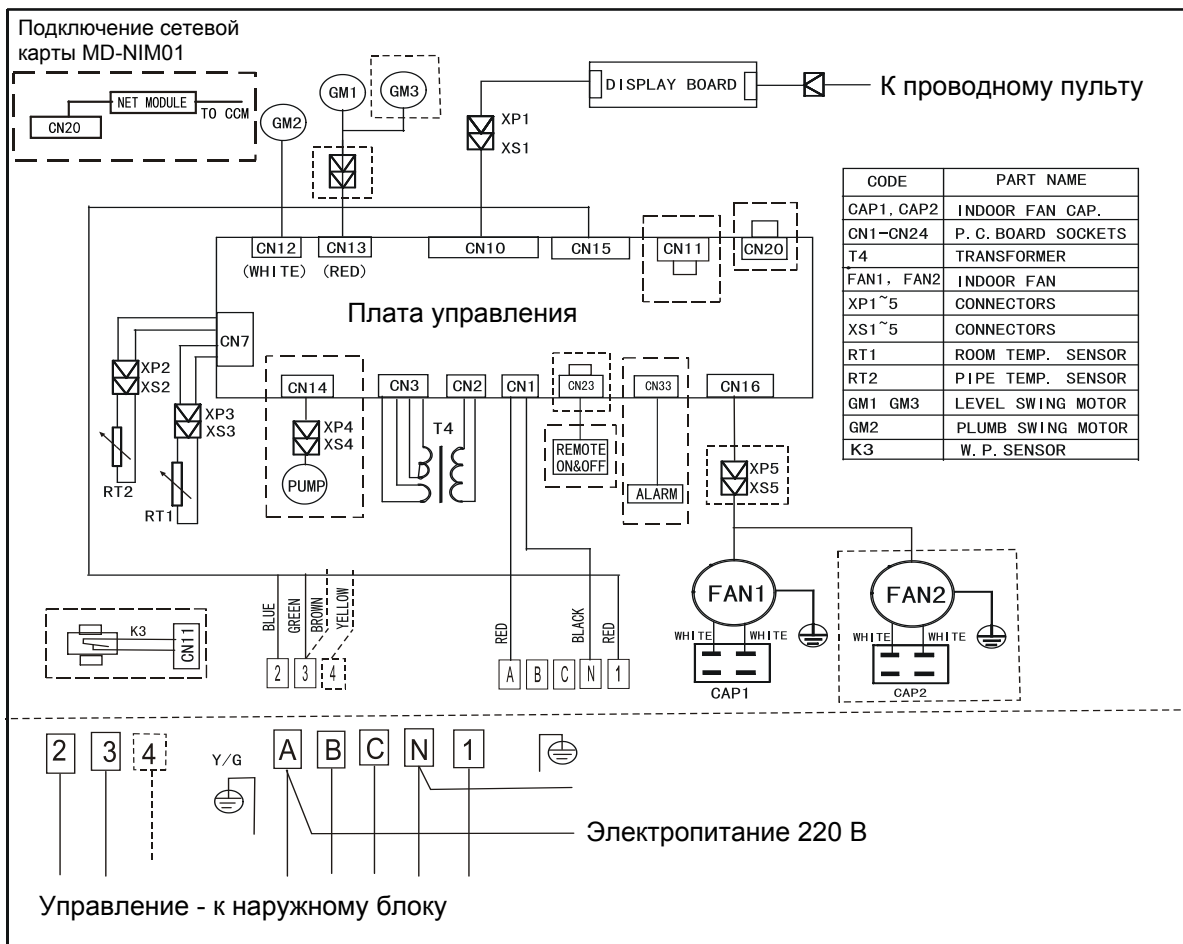 Подключение сетевой
карты MD-NIM01
NET MODULE
TO CCM
CN20
GM1
GM3
GM2
XP1
XS1
DISPLAY BOARD
К проводному пульту
CODE PART NAME
CAP1, CAP2 INDOOR FAN CAP.
CN1-CN24 P.C.BOARD SOCKETS
T4 TRANSFORMER
FAN1, FAN2 INDOOR FAN
XP1~5 CONNECTORS
XS1~5 CONNECTORS
RT1 ROOM TEMP. SENSOR
RT2 PIPE TEMP. SENSOR
GM1 GM3 LEVEL SWING MOTOR
GM2 PLUMB SWING MOTOR
K3 W.P.SENSOR
CN12 CN13 CN10 CN15 CN11 CN20
(WHITE) (RED)
Плата управления
CN7
CN14 CN3 CN2 CN1 CN23 CN33 CN16
XP2
XS2
XP3
XS3
RT2
RT1
XP4
XS4
PUMP
T4
REMOTE
ON&OFF
ALARM
XP5
XS5
FAN1
WHITE WHITE
CAP1
FAN2
WHITE WHITE
CAP2
K3
CN11
BLUE
GREEN
BROWN
YELLOW
RED
BLACK
RED
2 3 4 A B C N 1
2 3 4 Y/G A B C N 1
Электропитание 220 В
Управление - к наружному блоку